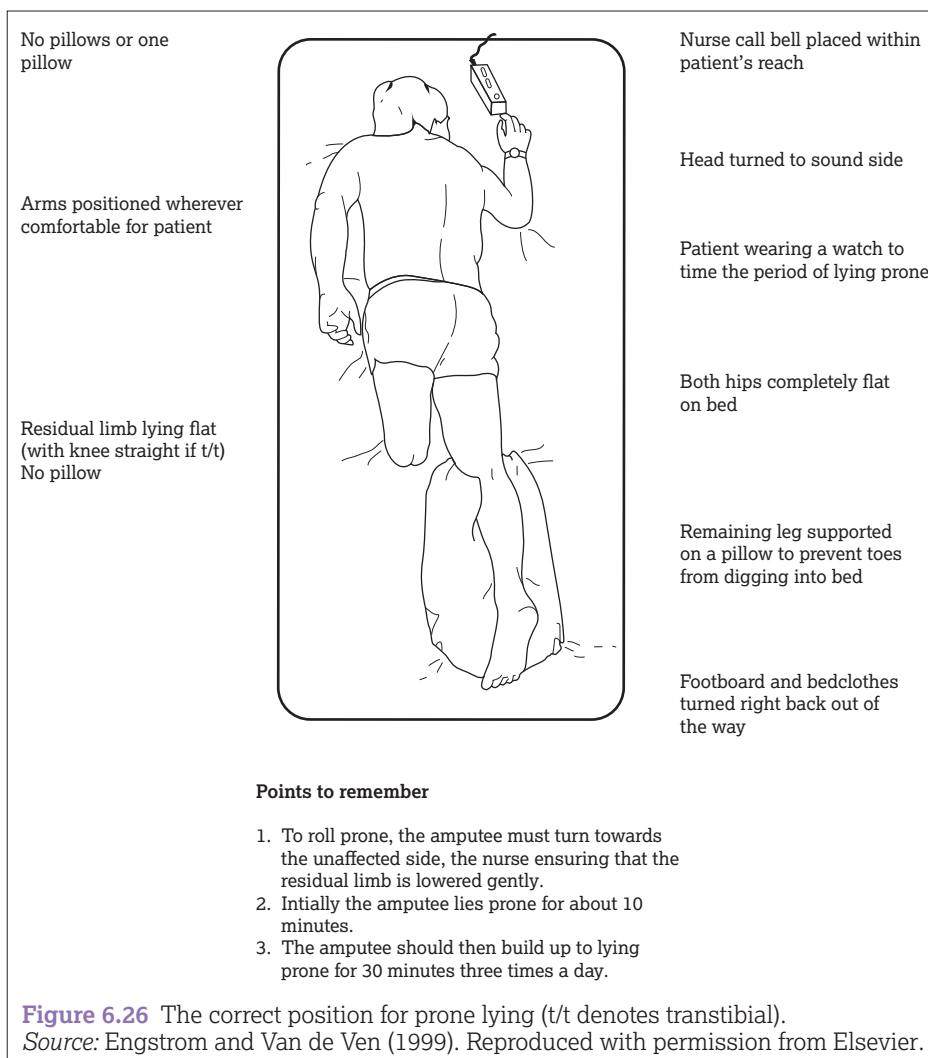 No pillows or one
pillow
Arms positioned wherever
comfortable for patient
Residual limb lying flat
(with knee straight if t/t)
No pillow
Nurse call bell placed within
patient’s reach
Head turned to sound side
Patient wearing a watch to
time the period of lying prone
Both hips completely flat
on bed
Remaining leg supported
on a pillow to prevent toes
from digging into bed
Footboard and bedclothes
turned right back out of
the way
Points to remember
1. To roll prone, the amputee must turn towards
the unaffected side, the nurse ensuring that the
residual limb is lowered gently.
2. Intially the amputee lies prone for about 10
minutes.
3. The amputee should then build up to lying
prone for 30 minutes three times a day.
Figure 6.26 The correct position for prone lying (t/t denotes transtibial).
Source: Engstrom and Van de Ven (1999). Reproduced with permission from Elsevier.